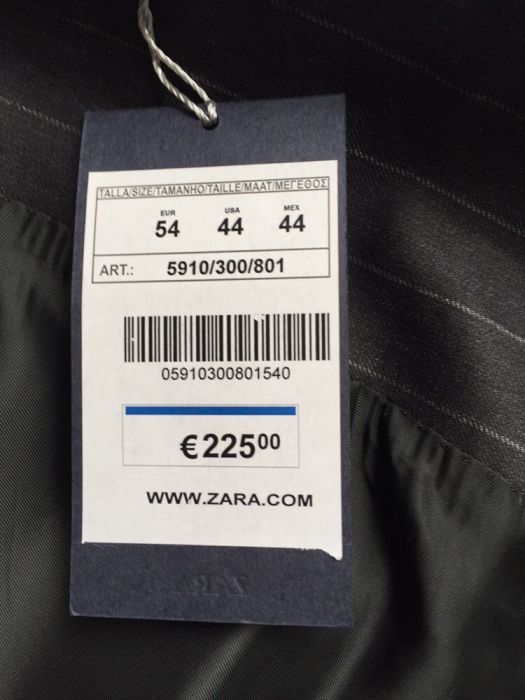 TALLA/SIZE/TAMANHO/TAILLE/MAAT/ΜΕΓΕΘΟΣ
EUR USA MEX
54 44 44
ART.: 5910/300/801
05910300801540
€22500
WWW.ZARA.COM
ZARA